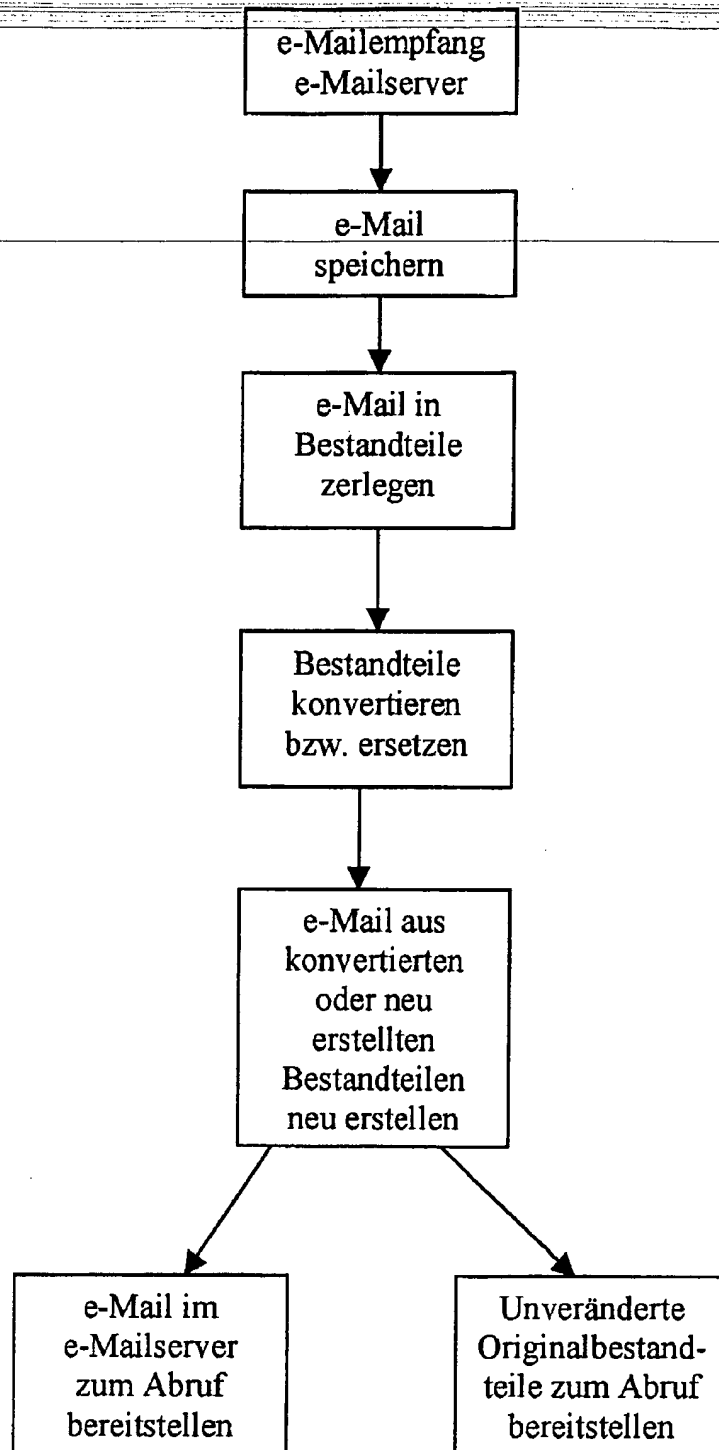 e-Mailempfang
e-Mailserver
e-Mail
speichern
e-Mail in
Bestandteile
zerlegen
Bestandteile
konvertieren
bzw. ersetzen
e-Mail aus
konvertierten
oder neu
erstellten
Bestandteilen
neu erstellen
e-Mail im
e-Mailserver
zum Abruf
bereitstellen
Unveränderte
Originalbestand-
teile zum Abruf
bereitstellen